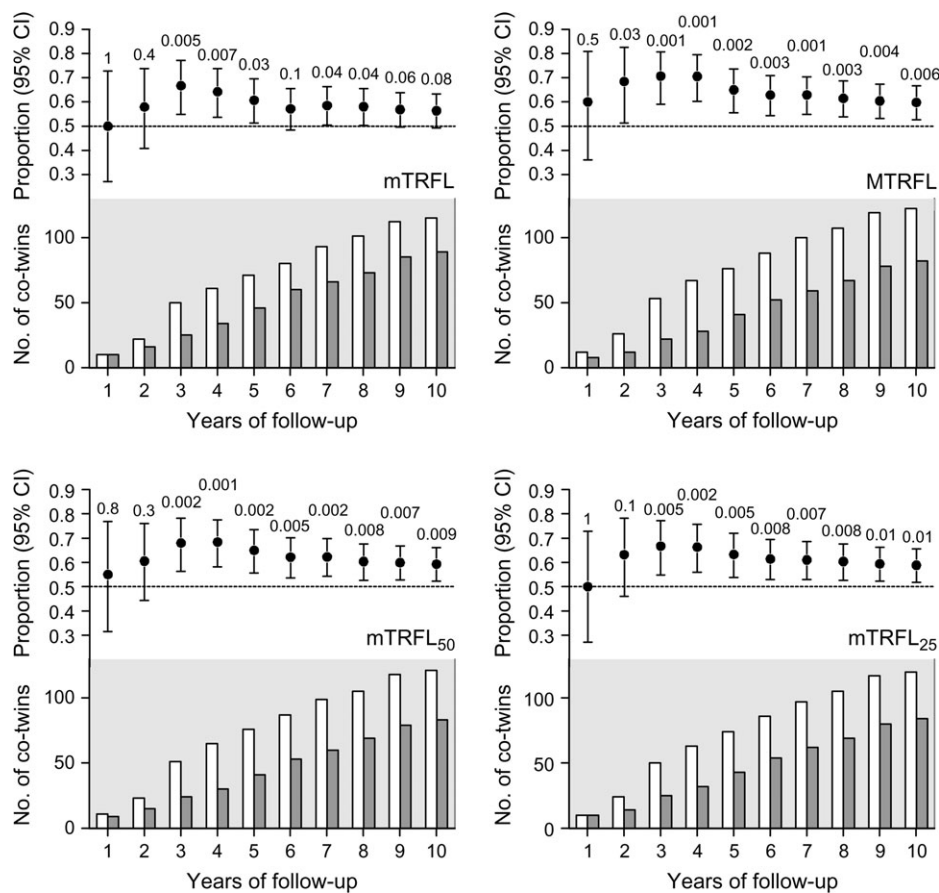 Proportion (95% CI)
0.9
0.8
0.7
0.6
0.5
0.4
0.3
1 0.4 0.005 0.007 0.03 0.1 0.04 0.04 0.06 0.08
mTRFL
No. of co-twins
100
50
0
1 2 3 4 5 6 7 8 9 10
Years of follow-up
Proportion (95% CI)
0.9
0.8
0.7
0.6
0.5
0.4
0.3
0.5 0.03 0.001 0.001 0.002 0.003 0.001 0.003 0.004 0.006
MTRFL
No. of co-twins
100
50
0
1 2 3 4 5 6 7 8 9 10
Years of follow-up
Proportion (95% CI)
0.9
0.8
0.7
0.6
0.5
0.4
0.3
0.8 0.3 0.002 0.001 0.002 0.005 0.002 0.008 0.007 0.009
mTRFL50
No. of co-twins
100
50
0
1 2 3 4 5 6 7 8 9 10
Years of follow-up
Proportion (95% CI)
0.9
0.8
0.7
0.6
0.5
0.4
0.3
1 0.1 0.005 0.002 0.005 0.008 0.007 0.008 0.01 0.01
mTRFL25
No. of co-twins
100
50
0
1 2 3 4 5 6 7 8 9 10
Years of follow-up